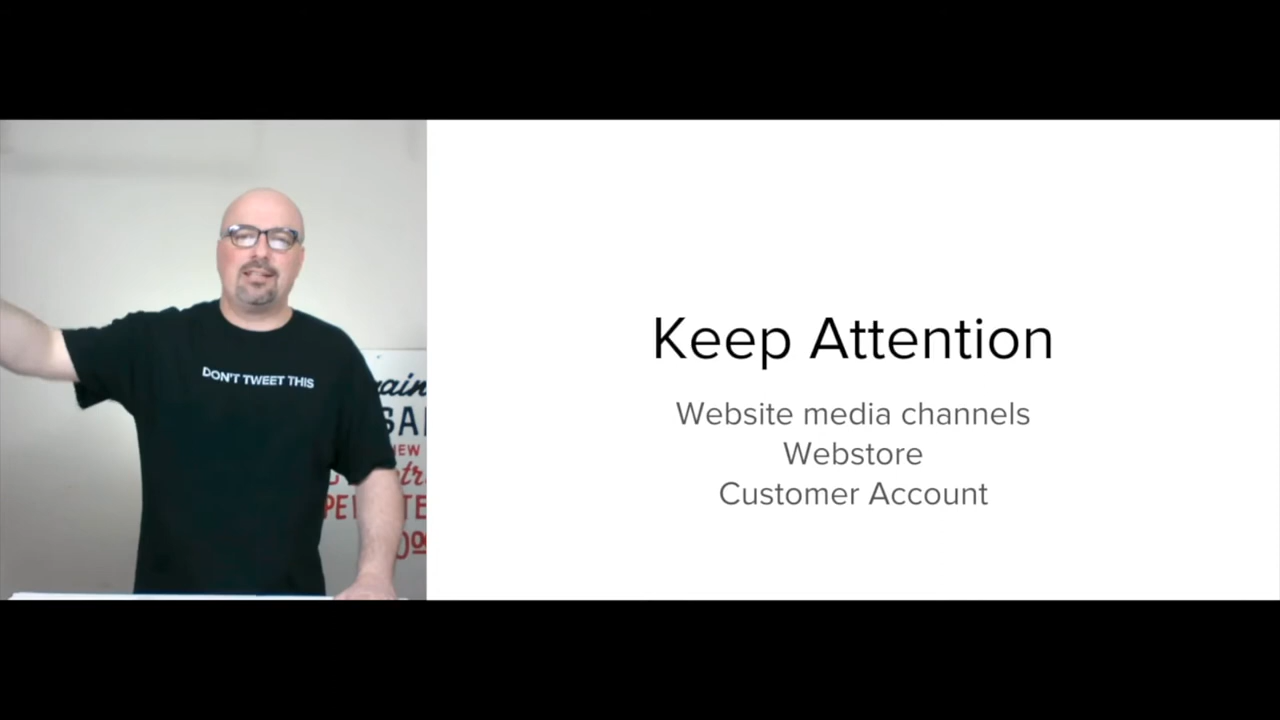 DON'T TWEET THIS
Keep Attention
Website media channels
Webstore
Customer Account